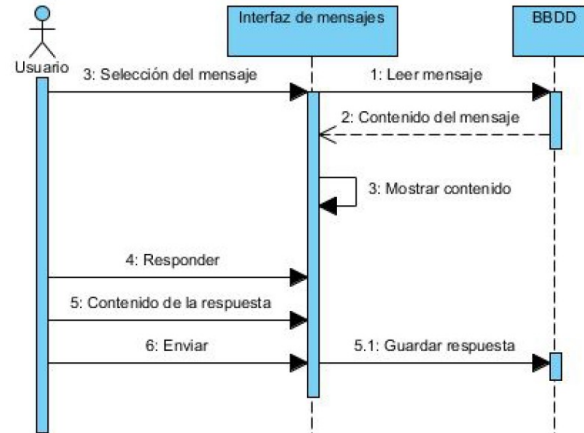 Interfaz de mensajes
BBDD
Usuario
3: Selección del mensaje
1: Leer mensaje
2: Contenido del mensaje
3: Mostrar contenido
4: Responder
5: Contenido de la respuesta
6: Enviar
5.1: Guardar respuesta